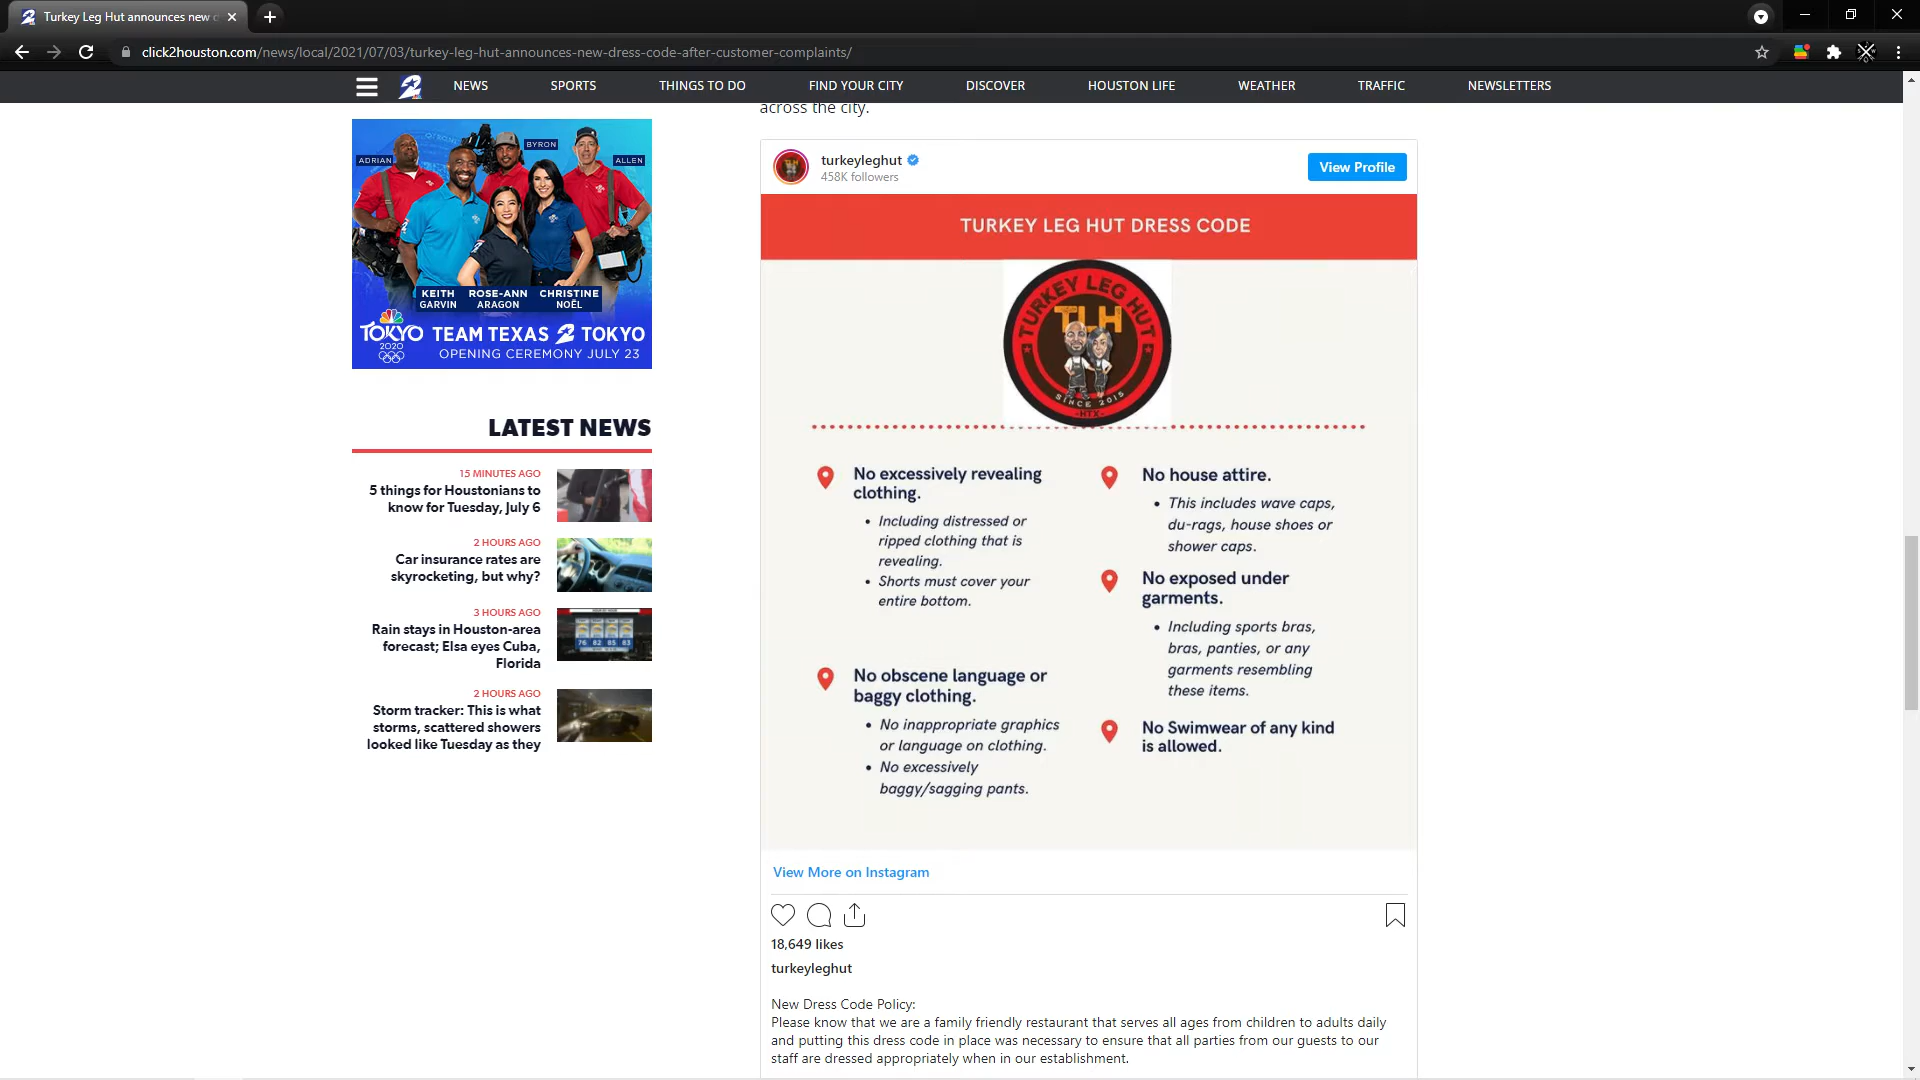 Turkey Leg Hut announces new
click2houston.com/news/local/2021/07/03/turkey-leg-hut-announces-new-dress-code-after-customer-complaints/
NEWS SPORTS THINGS TO DO FIND YOUR CITY DISCOVER HOUSTON LIFE WEATHER TRAFFIC NEWSLETTERS
across the city.
ADRIAN
BYRON
ALLEN
KEITH GARVIN
ROSE-ANN ARAGON
CHRISTINE NOËL
TOKYO 2020
TEAM TEXAS 2 TOKYO
OPENING CEREMONY JULY 23
LATEST NEWS
15 MINUTES AGO
5 things for Houstonians to
know for Tuesday, July 6
2 HOURS AGO
Car insurance rates are
skyrocketing, but why?
3 HOURS AGO
Rain stays in Houston-area
forecast; Elsa eyes Cuba,
Florida
76 82 85 83
2 HOURS AGO
Storm tracker: This is what
storms, scattered showers
looked like Tuesday as they
turkeyleghut
458K followers
View Profile
TURKEY LEG HUT DRESS CODE
TURKEY LEG HUT
TLH
SINCE 2015
-HTX-
No excessively revealing
clothing.
• Including distressed or
ripped clothing that is
revealing.
• Shorts must cover your
entire bottom.
No obscene language or
baggy clothing.
• No inappropriate graphics
or language on clothing.
• No excessively
baggy/sagging pants.
No house attire.
• This includes wave caps,
du-rags, house shoes or
shower caps.
No exposed under
garments.
• Including sports bras,
bras, panties, or any
garments resembling
these items.
No Swimwear of any kind
is allowed.
View More on Instagram
18,649 likes
turkeyleghut
New Dress Code Policy:
Please know that we are a family friendly restaurant that serves all ages from children to adults daily
and putting this dress code in place was necessary to ensure that all parties from our guests to our
staff are dressed appropriately when in our establishment.